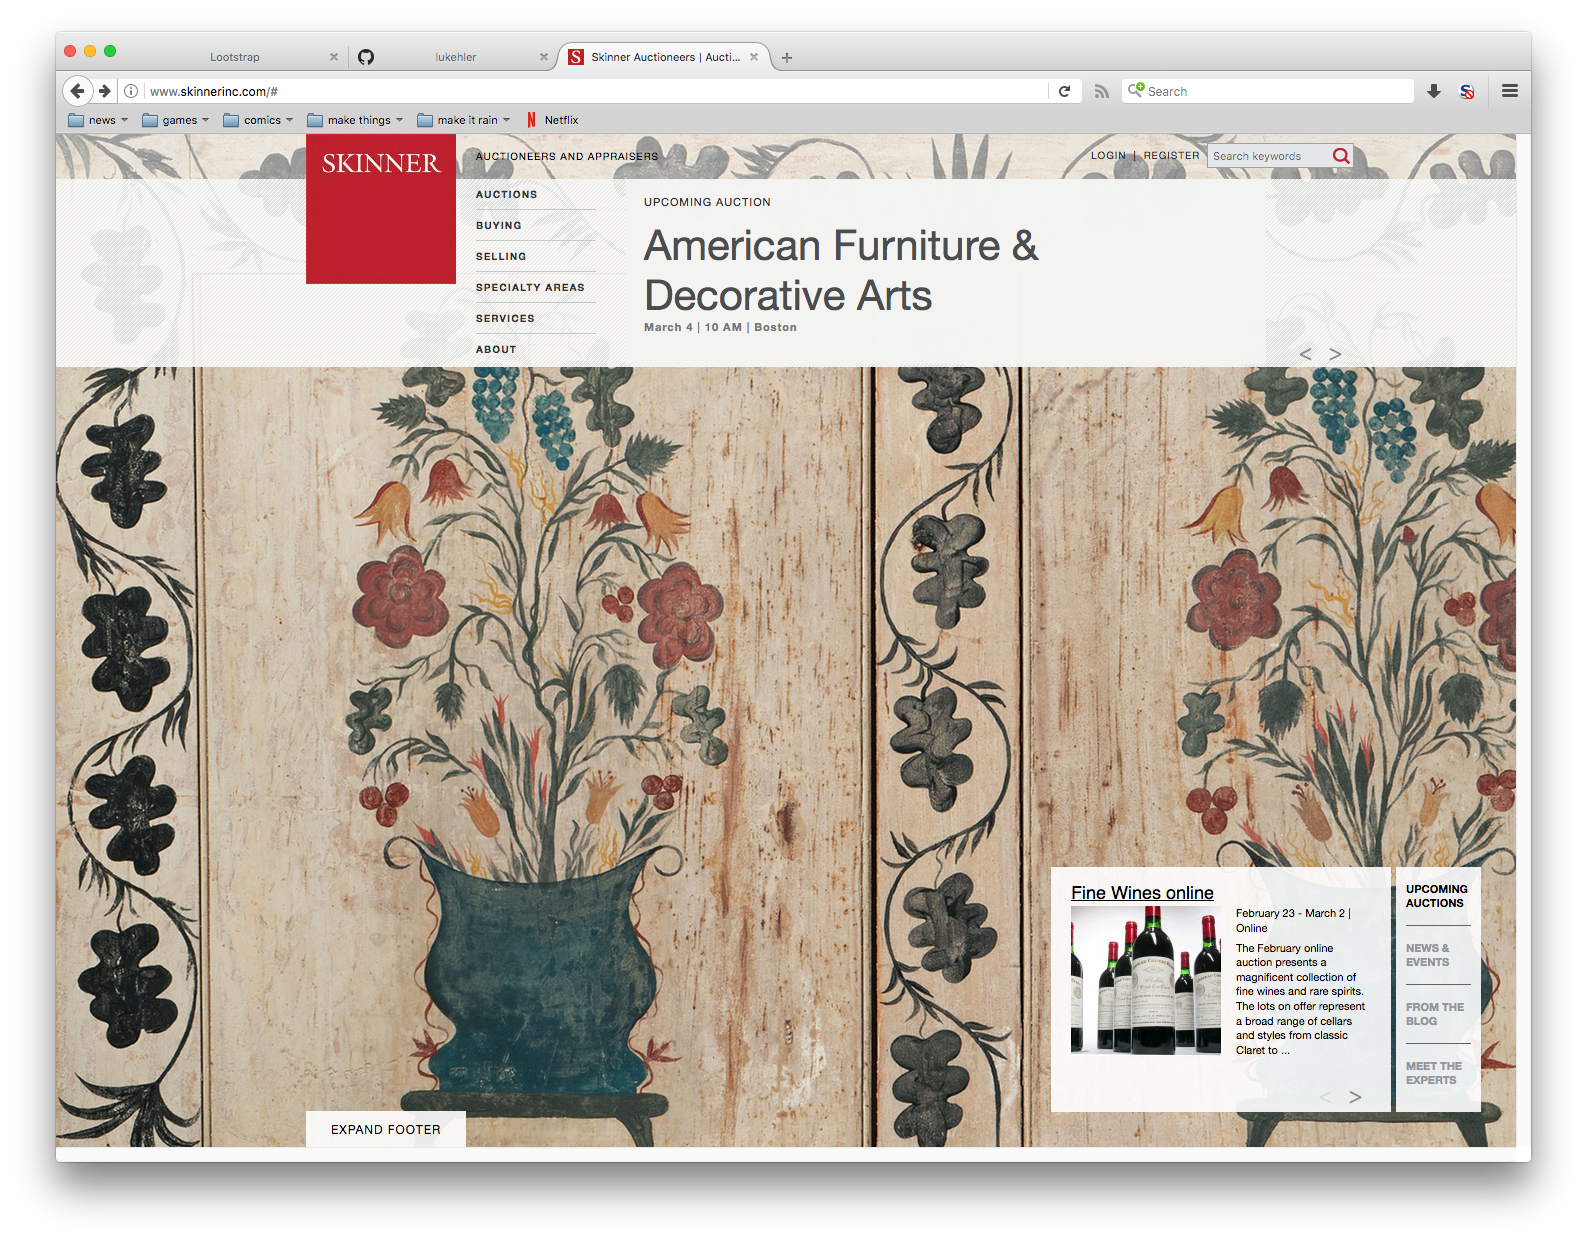 Lootstrap
lukehler
Skinner Auctioneers | Aucti...
www.skinnerinc.com/#
Search
news
games
comics
make things
make it rain
Netflix
SKINNER
AUCTIONEERS AND APPRAISERS
LOGIN | REGISTER
Search keywords
AUCTIONS
BUYING
SELLING
SPECIALTY AREAS
SERVICES
ABOUT
UPCOMING AUCTION
American Furniture &
Decorative Arts
March 4 | 10 AM | Boston
< >
Fine Wines online
February 23 - March 2 |
Online
The February online
auction presents a
magnificent collection of
fine wines and rare spirits.
The lots on offer represent
a broad range of cellars
and styles from classic
Claret to ...
< >
UPCOMING
AUCTIONS
NEWS &
EVENTS
FROM THE
BLOG
MEET THE
EXPERTS
EXPAND FOOTER